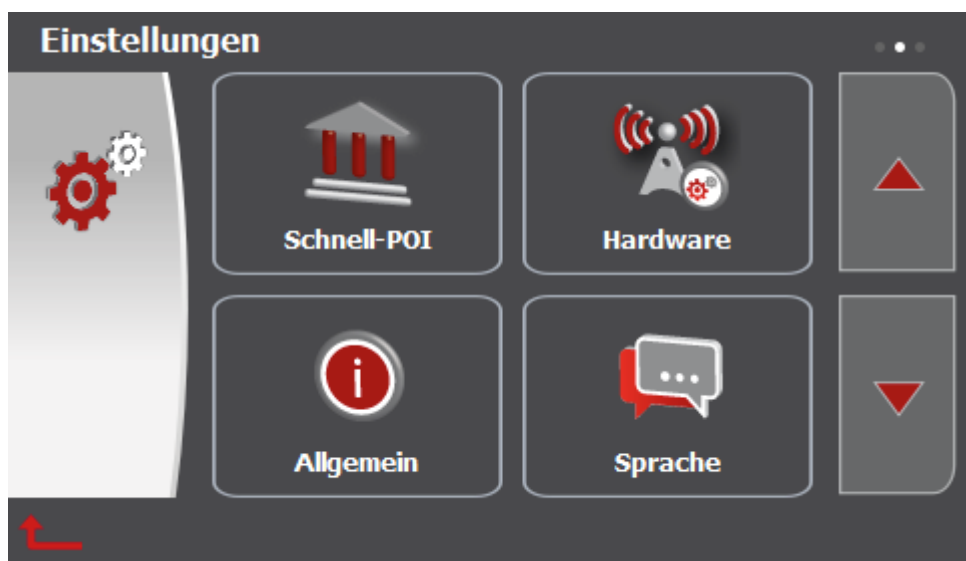 Einstellungen
Schnell-POI
Hardware
Allgemein
Sprache